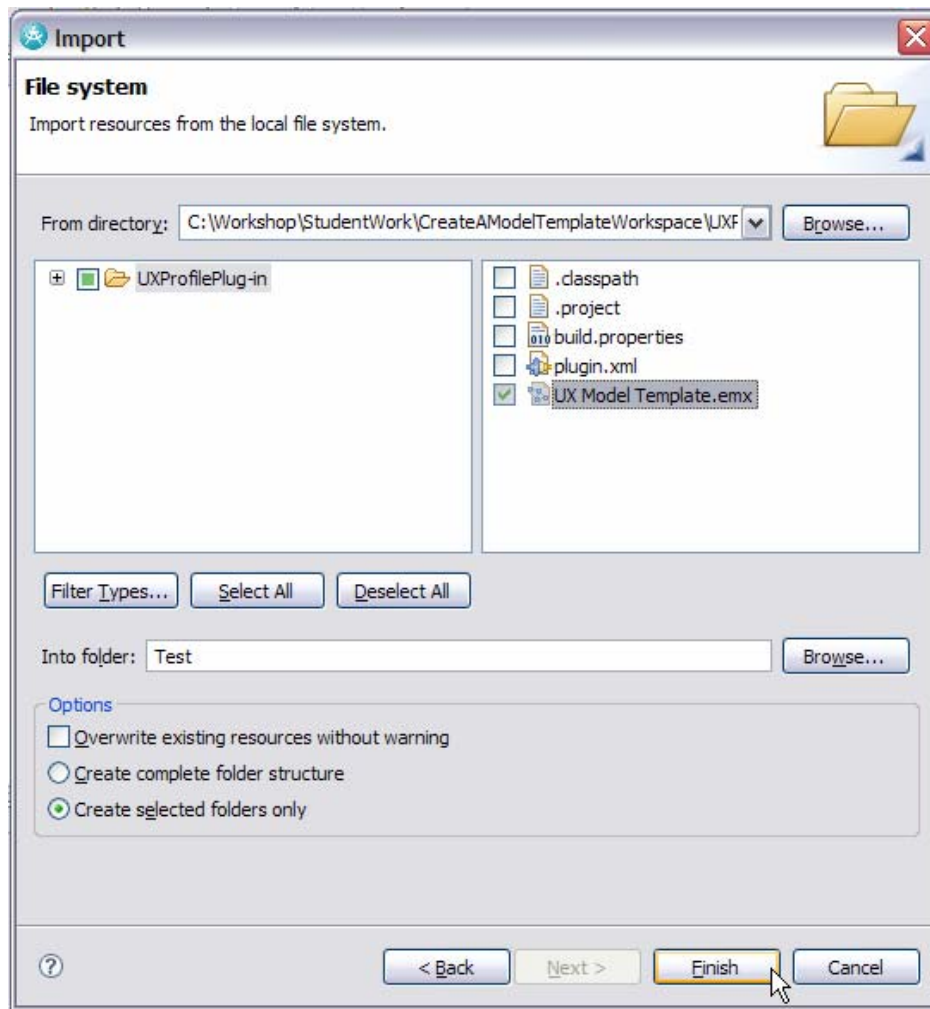 Import
File system
Import resources from the local file system.
From directory: C:\Workshop\StudentWork\CreateAModelTemplateWorkspace\UXF Browse...
UXProfilePlug-in
.classpath
.project
build.properties
plugin.xml
UX Model Template.emx
Filter Types... Select All Deselect All
Into folder: Test Browse...
Options
Overwrite existing resources without warning
Create complete folder structure
Create selected folders only
? < Back Next > Finish Cancel